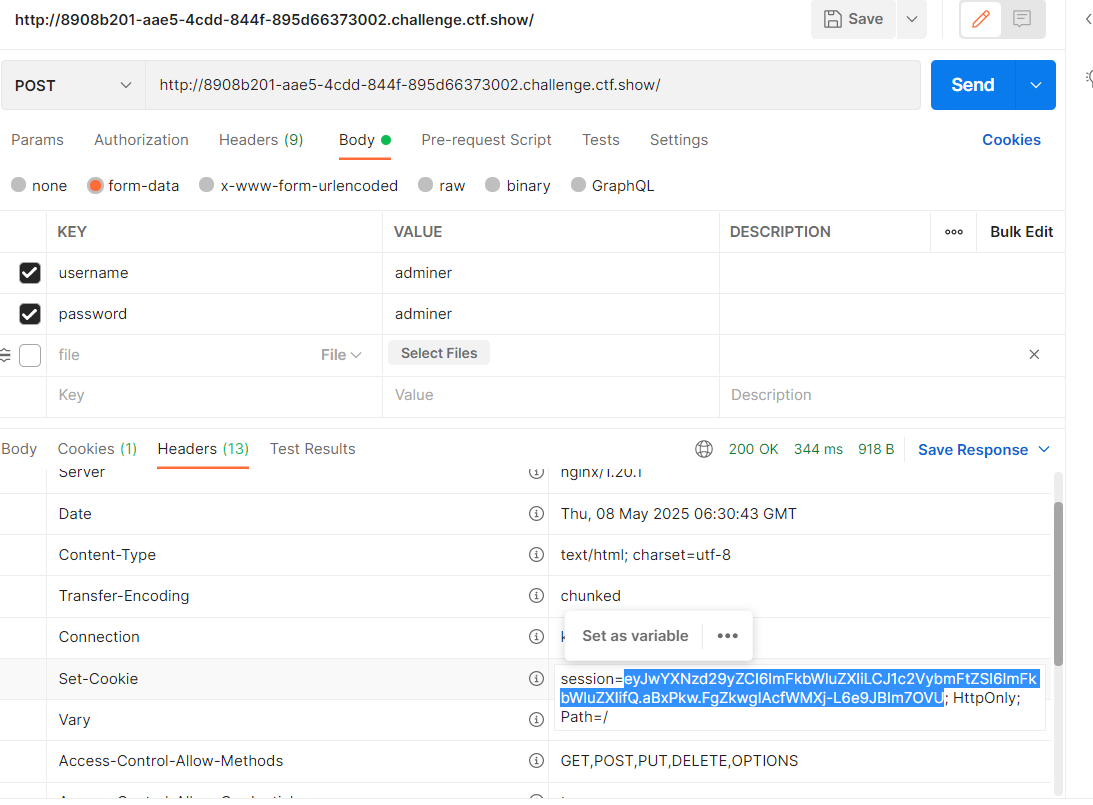 http://8908b201-aae5-4cdd-844f-895d66373002.challenge.ctf.show/
Save
POST
http://8908b201-aae5-4cdd-844f-895d66373002.challenge.ctf.show/
Send
Params Authorization Headers (9) Body Pre-request Script Tests Settings Cookies
none form-data x-www-form-urlencoded raw binary GraphQL
KEY VALUE DESCRIPTION Bulk Edit
username adminer
password adminer
file File Select Files
Key Value Description
Body Cookies (1) Headers (13) Test Results 200 OK 344 ms 918 B Save Response
Server nginx/1.20.1
Date Thu, 08 May 2025 06:30:43 GMT
Content-Type text/html; charset=utf-8
Transfer-Encoding chunked
Connection k
Set as variable
Set-Cookie session=eyJwYXNzd29yZCI6ImFkbWluZXIiLCJ1c2VybmFtZSI6ImFk
bWluZXIifQ.aBxPkw.FgZkwglAcfWMXj-L6e9JBIm7OVU; HttpOnly;
Path=/
Vary
Access-Control-Allow-Methods GET,POST,PUT,DELETE,OPTIONS